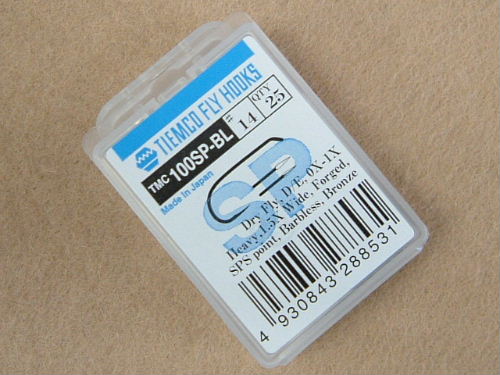 TIEMCO FLY HOOKS
TMC 100SP-BL
# 14
QTY 25
Made in Japan
SP
Dry Fly, D/E, 0X-1X
Heavy,1.5X Wide, Forged,
SPS point, Barbless, Bronze
4 930843 288531